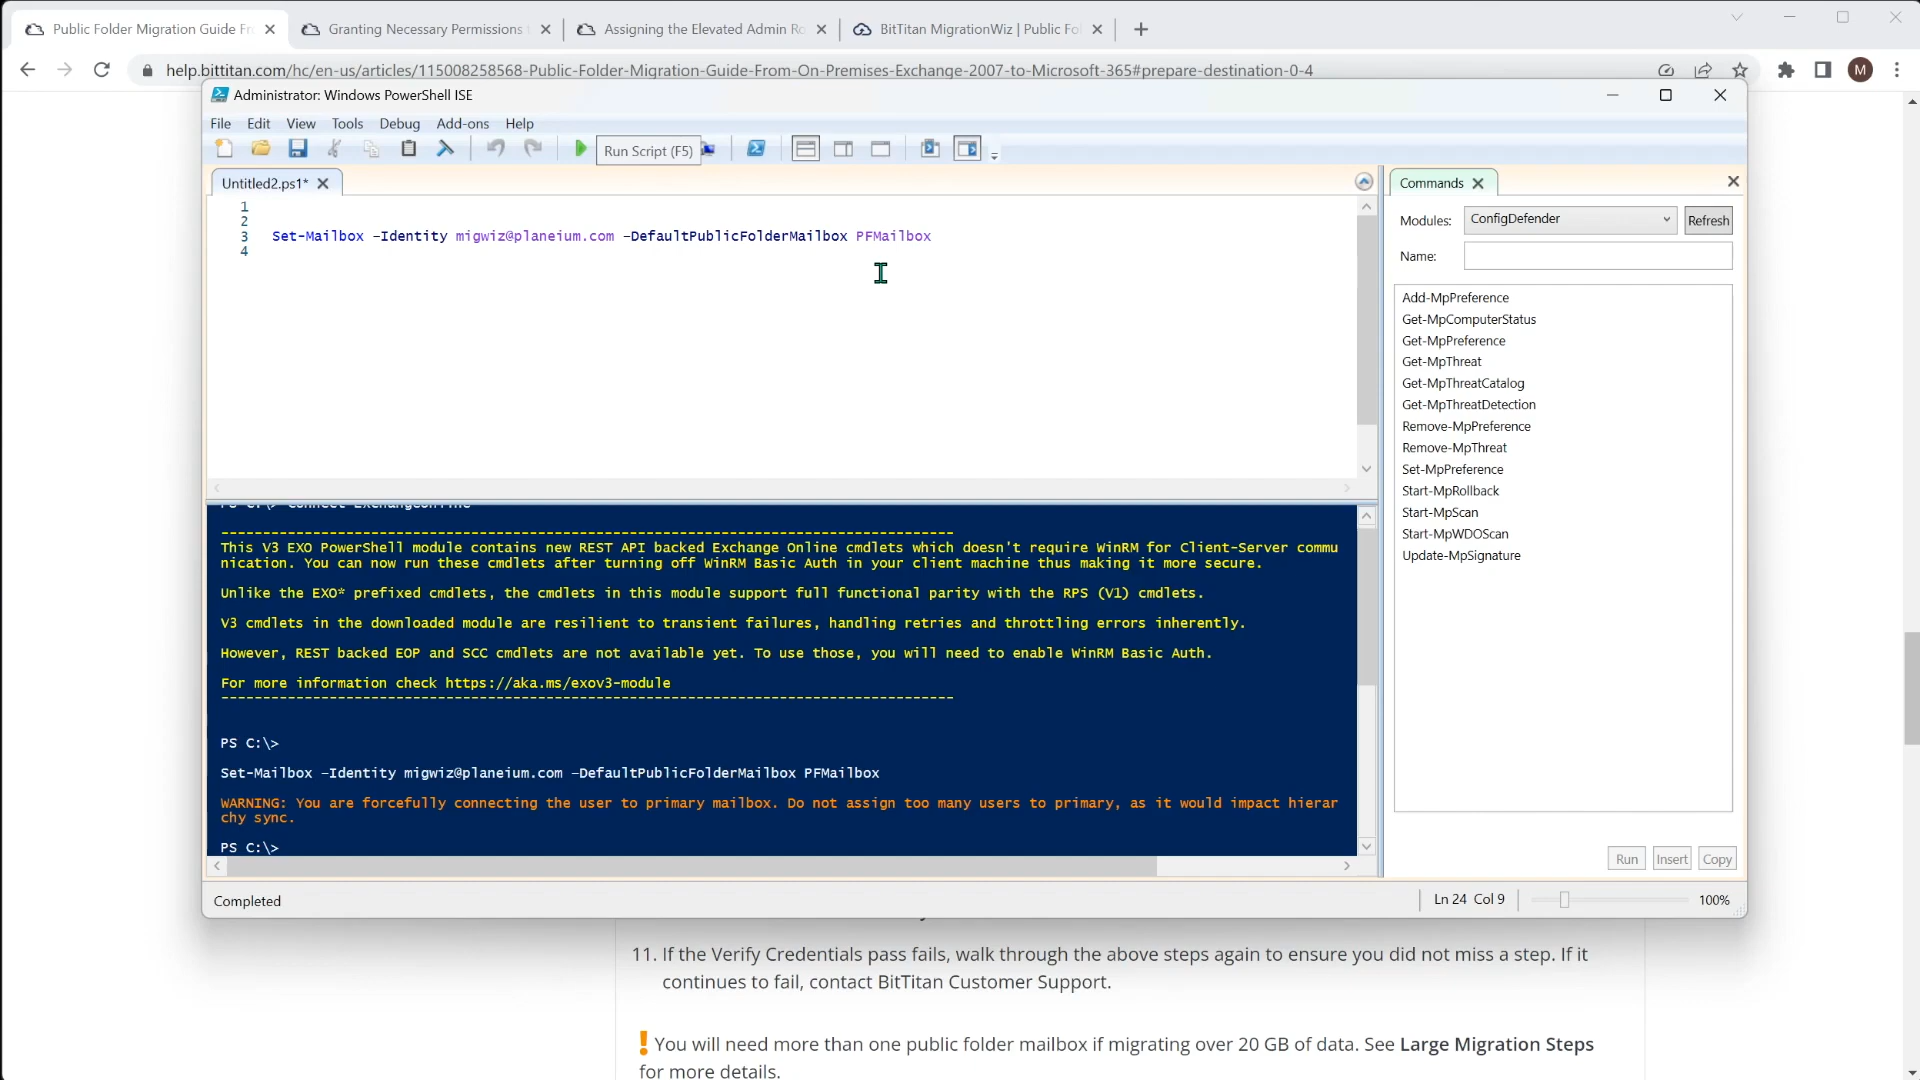 Public Folder Migration Guide Fr
Granting Necessary Permissions
Assigning the Elevated Admin Ro
BitTitan MigrationWiz | Public Fol
help.bittitan.com/hc/en-us/articles/115008258568-Public-Folder-Migration-Guide-From-On-Premises-Exchange-2007-to-Microsoft-365#prepare-destination-0-4
M
Administrator: Windows PowerShell ISE
File Edit View Tools Debug Add-ons Help
Run Script (F5)
Untitled2.ps1*
1
2
3 Set-Mailbox -Identity migwiz@planeium.com -DefaultPublicFolderMailbox PFMailbox
4
Commands
Modules: ConfigDefender Refresh
Name:
Add-MpPreference
Get-MpComputerStatus
Get-MpPreference
Get-MpThreat
Get-MpThreatCatalog
Get-MpThreatDetection
Remove-MpPreference
Remove-MpThreat
Set-MpPreference
Start-MpRollback
Start-MpScan
Start-MpWDOScan
Update-MpSignature
Run Insert Copy
----------------------------------------------------------------------------------------
This V3 EXO PowerShell module contains new REST API backed Exchange Online cmdlets which doesn't require WinRM for Client-Server commu
nication. You can now run these cmdlets after turning off WinRM Basic Auth in your client machine thus making it more secure.
Unlike the EXO* prefixed cmdlets, the cmdlets in this module support full functional parity with the RPS (V1) cmdlets.
V3 cmdlets in the downloaded module are resilient to transient failures, handling retries and throttling errors inherently.
However, REST backed EOP and SCC cmdlets are not available yet. To use those, you will need to enable WinRM Basic Auth.
For more information check https://aka.ms/exov3-module
----------------------------------------------------------------------------------------
PS C:\>
Set-Mailbox -Identity migwiz@planeium.com -DefaultPublicFolderMailbox PFMailbox
WARNING: You are forcefully connecting the user to primary mailbox. Do not assign too many users to primary, as it would impact hierar
chy sync.
PS C:\>
Completed
Ln 24 Col 9
100%
11. If the Verify Credentials pass fails, walk through the above steps again to ensure you did not miss a step. If it
continues to fail, contact BitTitan Customer Support.
You will need more than one public folder mailbox if migrating over 20 GB of data. See Large Migration Steps
for more details.